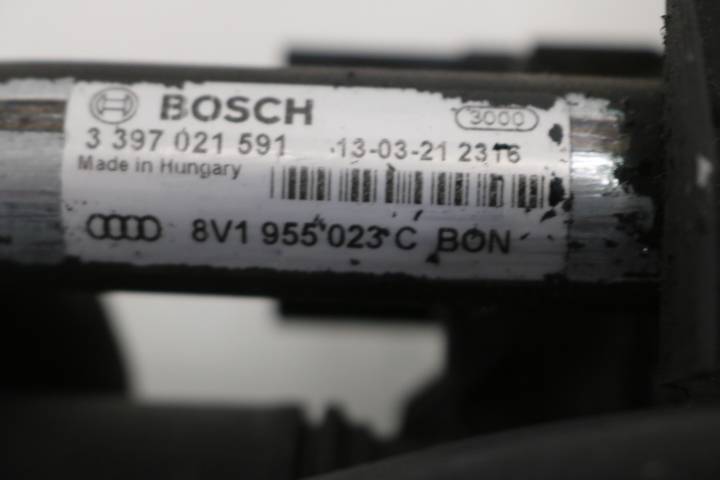 BOSCH
3000
3 397 021 591 13-03-21 2316
Made in Hungary
8V1 955 023 C BON